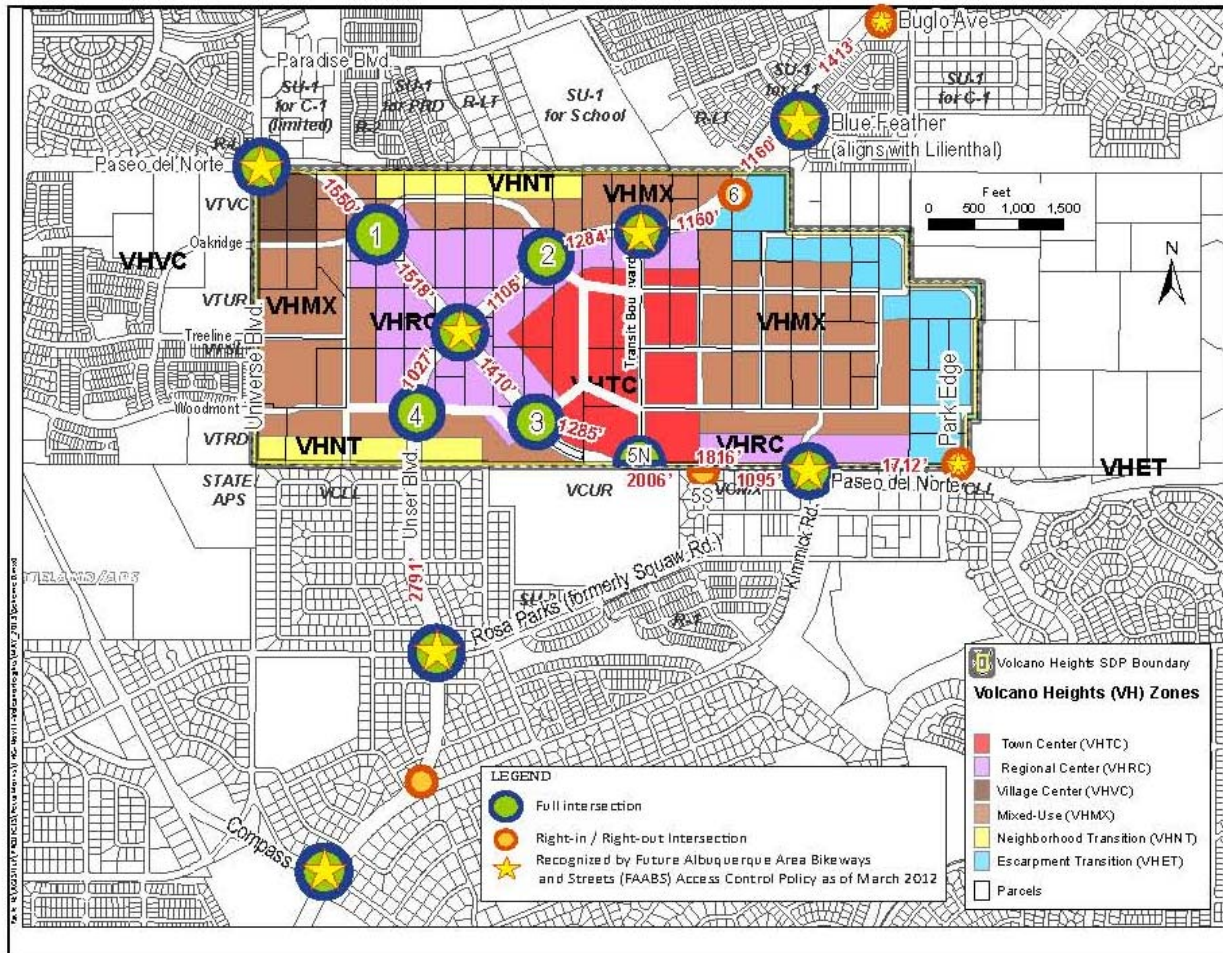 Buglo Ave
1413'
Paradise Blvd.
SU-1
for C-1
(limited)
SU-1
for PRD
R-2
R-LT
SU-1
for School
R-LT
SU-1
for C-1
SU-1
for C-1
Blue Feather
(aligns with Lilienthal)
Paseo del Norte
1160'
VHNT
VHMX
6
Feet
0 500 1,000 1,500
N
VTVC
1550'
1
2
1284'
1160'
Oakridge
VHVC
VTUR
VHMX
1518'
1105'
VHRC
Transit Boulevard
VHMX
Treeline
Universe Blvd.
1027'
1410'
VHTC
Woodmont
4
3
1285'
Park Edge
VTRD
VHNT
5N
VHRC
1816'
2006'
1095'
1712'
VHET
STATE/
APS
VCLL
Unser Blvd.
VCUR
5S
Paseo del Norte
Kimmick Rd.
2791'
Rosa Parks (formerly Squaw Rd.)
R-2
Compass
LEGEND
Full intersection
Right-in / Right-out Intersection
Recognized by Future Albuquerque Area Bikeways
and Streets (FAABS) Access Control Policy as of March 2012
Volcano Heights SDP Boundary
Volcano Heights (VH) Zones
Town Center (VHTC)
Regional Center (VHRC)
Village Center (VHVC)
Mixed-Use (VHMX)
Neighborhood Transition (VHNT)
Escarpment Transition (VHET)
Parcels